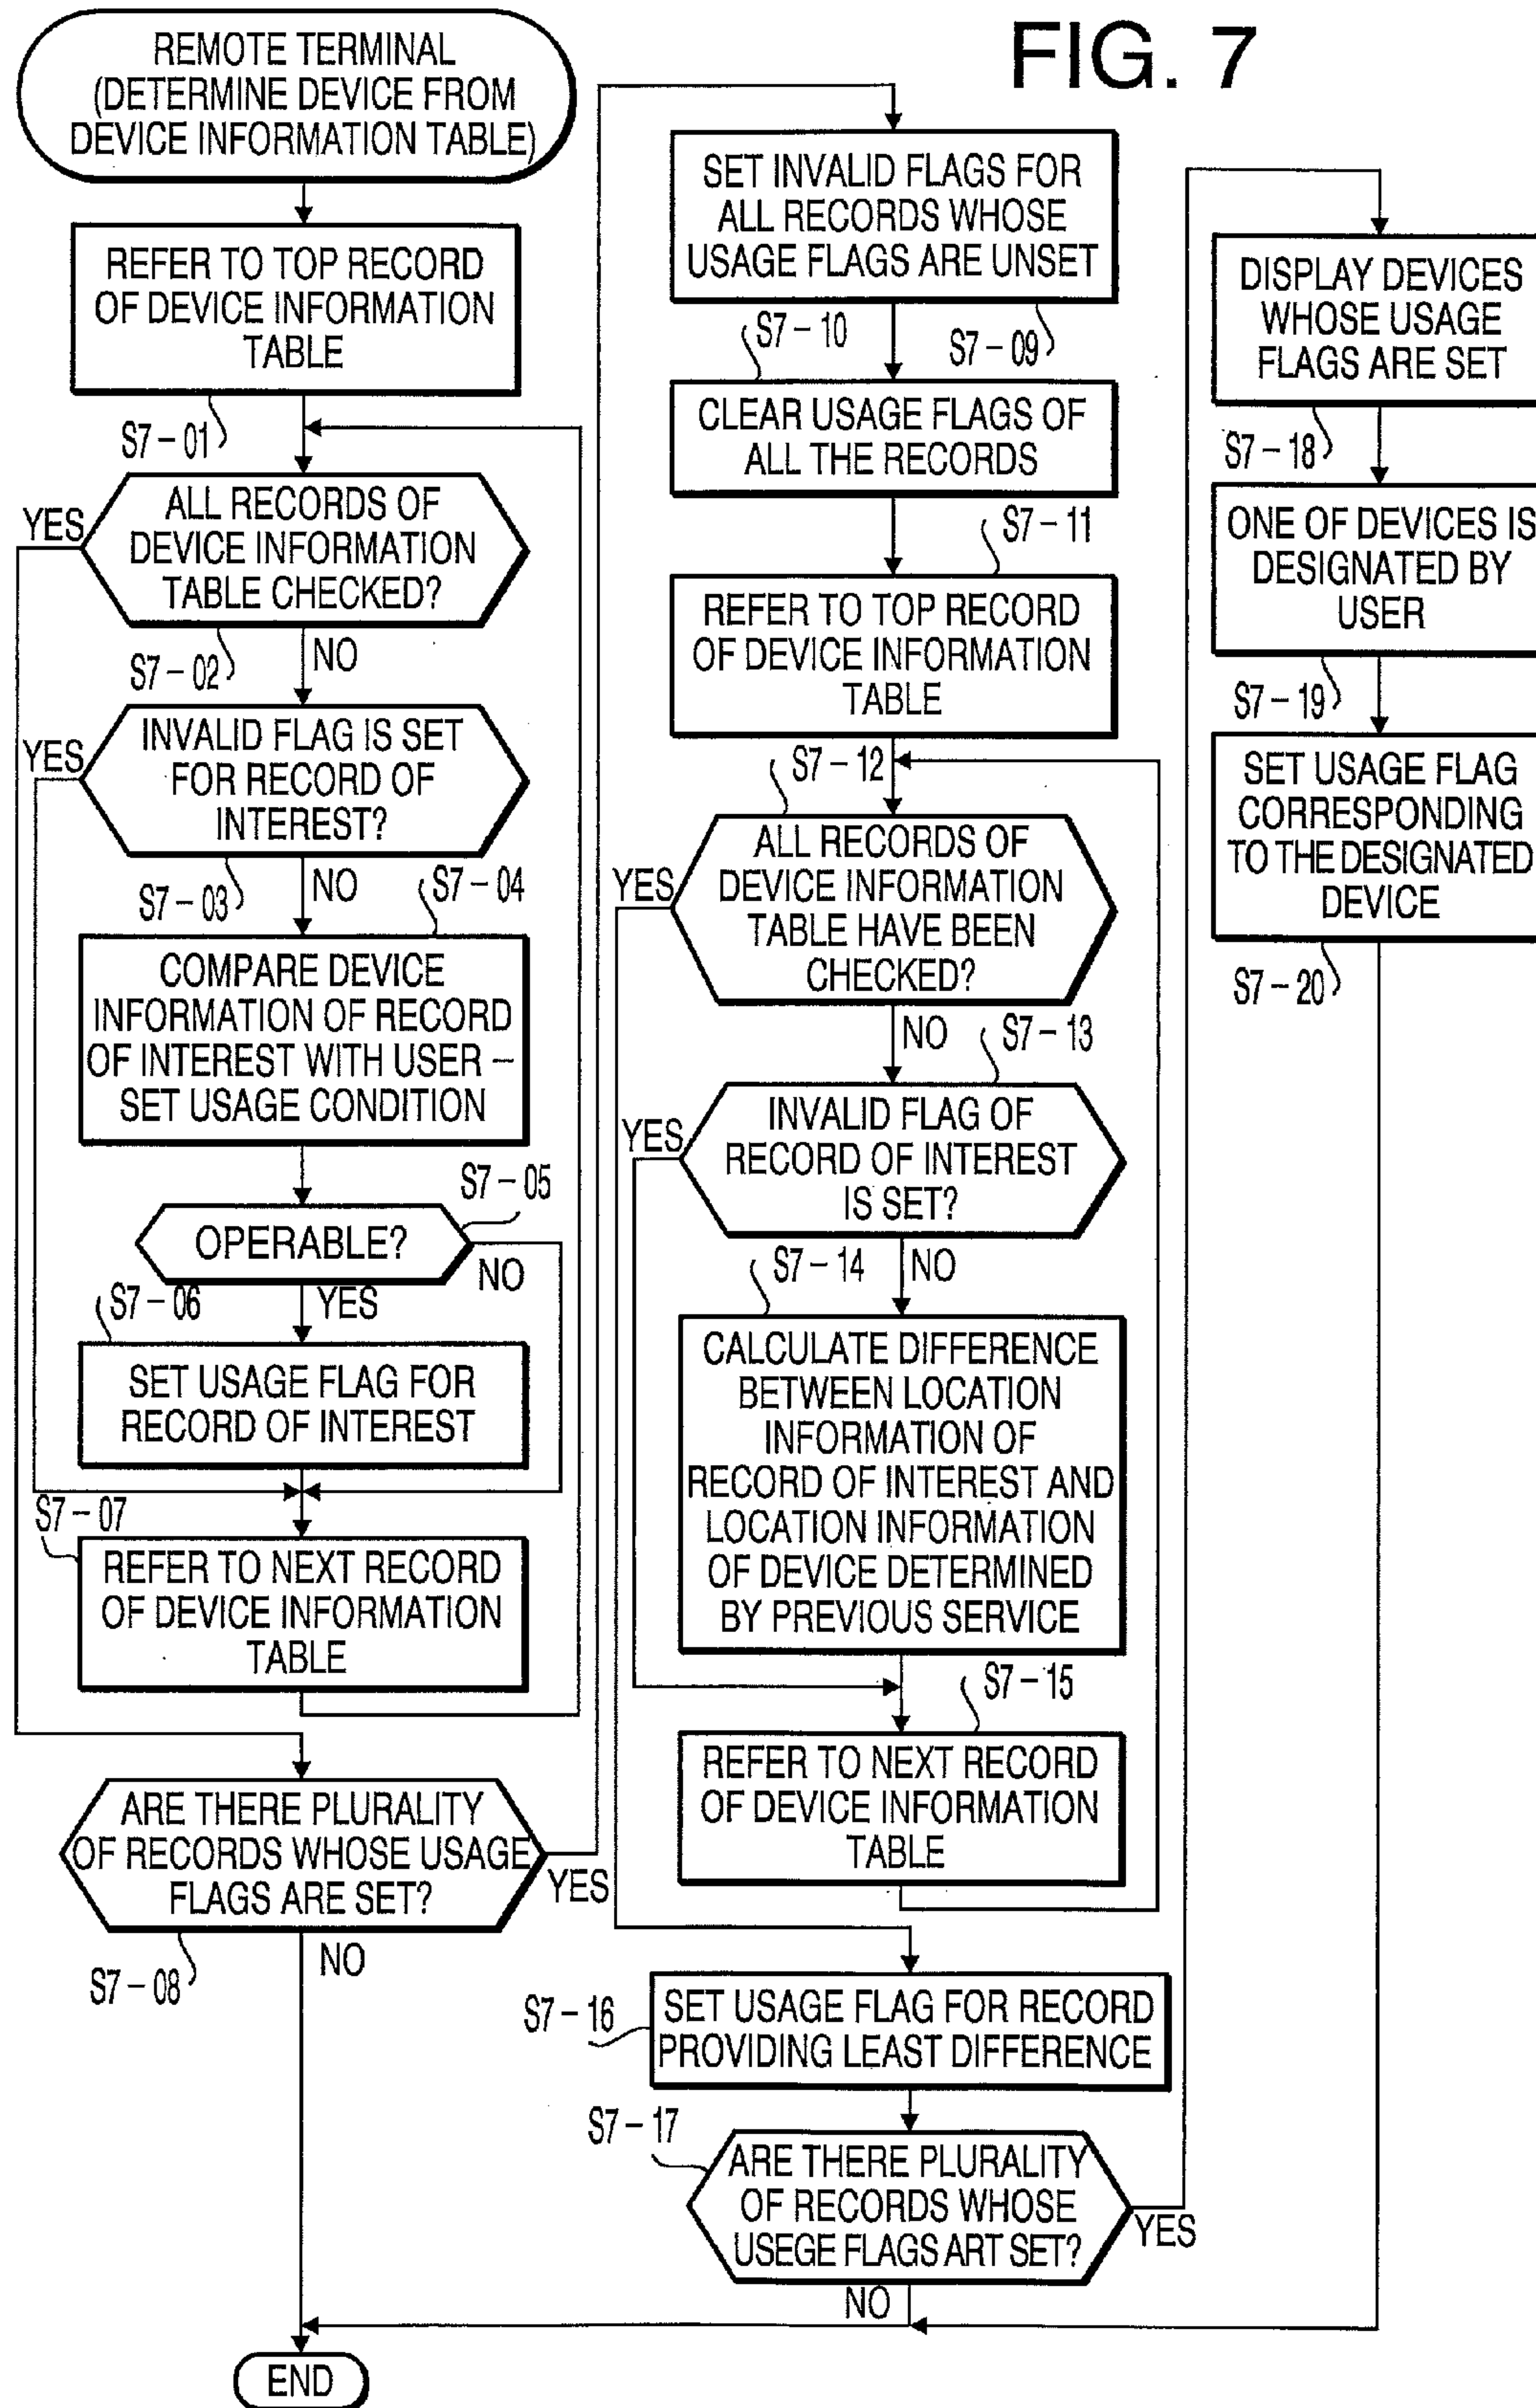 FIG. 7
REMOTE TERMINAL
(DETERMINE DEVICE FROM
DEVICE INFORMATION TABLE)
REFER TO TOP RECORD
OF DEVICE INFORMATION
TABLE
S7-01
ALL RECORDS OF
DEVICE INFORMATION
TABLE CHECKED?
YES
S7-02
NO
INVALID FLAG IS SET
FOR RECORD OF
INTEREST?
YES
S7-03
NO
S7-04
COMPARE DEVICE
INFORMATION OF RECORD
OF INTEREST WITH USER-
SET USAGE CONDITION
S7-05
OPERABLE?
NO
S7-06
YES
SET USAGE FLAG FOR
RECORD OF INTEREST
S7-07
REFER TO NEXT RECORD
OF DEVICE INFORMATION
TABLE
ARE THERE PLURALITY
OF RECORDS WHOSE USAGE
FLAGS ARE SET?
YES
S7-08
NO
SET INVALID FLAGS FOR
ALL RECORDS WHOSE
USAGE FLAGS ARE UNSET
S7-10
S7-09
CLEAR USAGE FLAGS OF
ALL THE RECORDS
S7-11
REFER TO TOP RECORD
OF DEVICE INFORMATION
TABLE
S7-12
ALL RECORDS OF
DEVICE INFORMATION
TABLE HAVE BEEN
CHECKED?
YES
NO
S7-13
INVALID FLAG OF
RECORD OF INTEREST
IS SET?
YES
S7-14
NO
CALCULATE DIFFERENCE
BETWEEN LOCATION
INFORMATION OF
RECORD OF INTEREST AND
LOCATION INFORMATION
OF DEVICE DETERMINED
BY PREVIOUS SERVICE
S7-15
REFER TO NEXT RECORD
OF DEVICE INFORMATION
TABLE
S7-16
SET USAGE FLAG FOR RECORD
PROVIDING LEAST DIFFERENCE
S7-17
ARE THERE PLURALITY
OF RECORDS WHOSE
USEGE FLAGS ART SET?
YES
NO
DISPLAY DEVICES
WHOSE USAGE
FLAGS ARE SET
S7-18
ONE OF DEVICES IS
DESIGNATED BY
USER
S7-19
SET USAGE FLAG
CORRESPONDING
TO THE DESIGNATED
DEVICE
S7-20
END